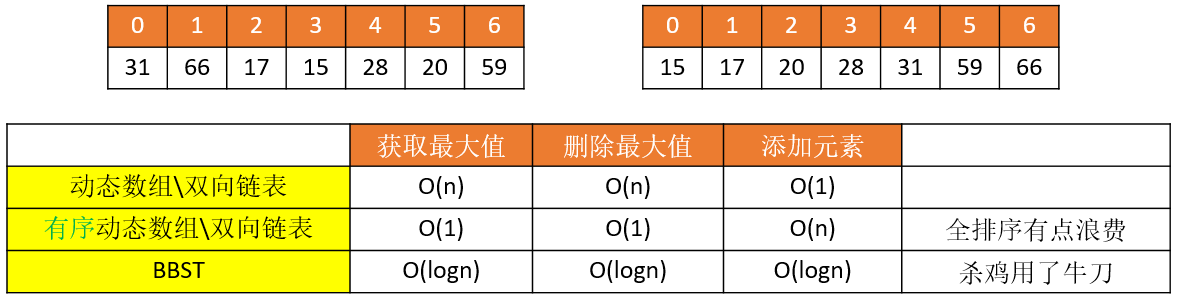 0 1 2 3 4 5 6
31 66 17 15 28 20 59
0 1 2 3 4 5 6
15 17 20 28 31 59 66
获取最大值 删除最大值 添加元素
动态数组\双向链表 O(n) O(n) O(1)
有序动态数组\双向链表 O(1) O(1) O(n) 全排序有点浪费
BBST O(logn) O(logn) O(logn) 杀鸡用了牛刀